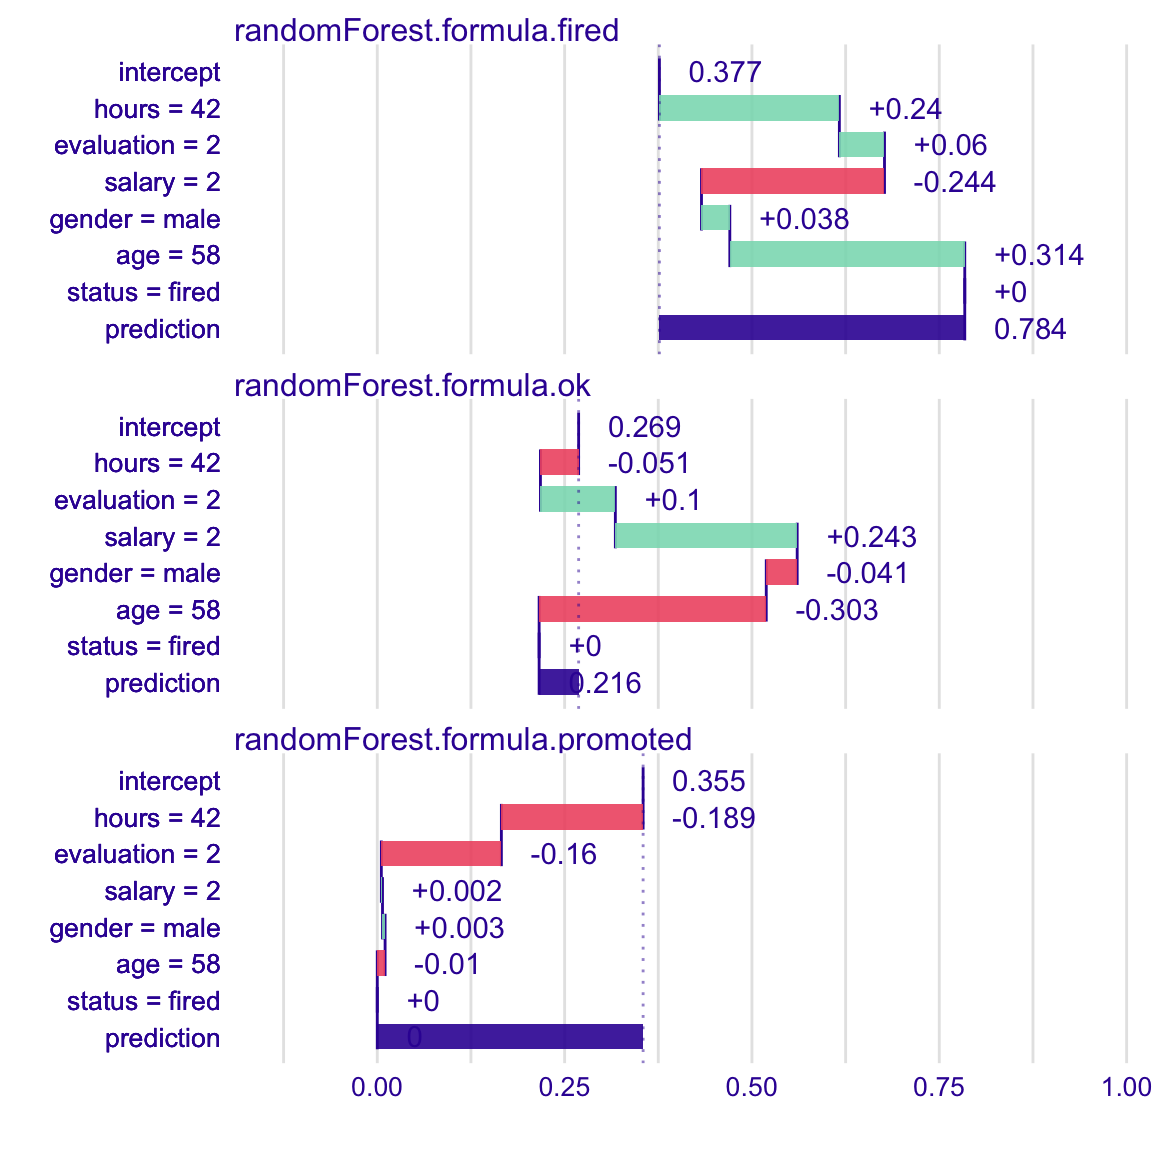 randomForest.formula.fired
intercept 0.377
hours = 42 +0.24
evaluation = 2 +0.06
salary = 2 -0.244
gender = male +0.038
age = 58 +0.314
status = fired +0
prediction 0.784
randomForest.formula.ok
intercept 0.269
hours = 42 -0.051
evaluation = 2 +0.1
salary = 2 +0.243
gender = male -0.041
age = 58 -0.303
status = fired +0
prediction 0.216
randomForest.formula.promoted
intercept 0.355
hours = 42 -0.189
evaluation = 2 -0.16
salary = 2 +0.002
gender = male +0.003
age = 58 -0.01
status = fired +0
prediction 0
0.00 0.25 0.50 0.75 1.00